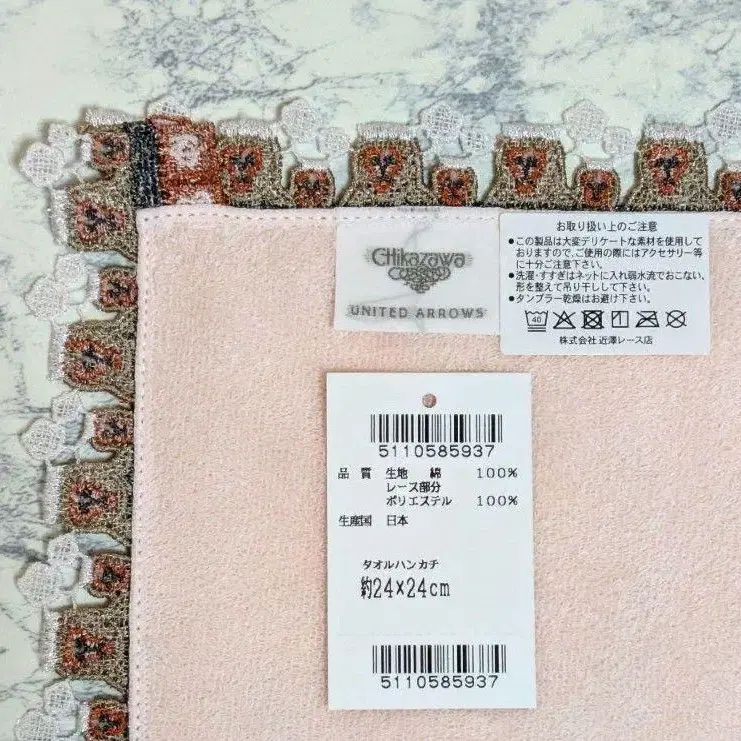 CHikazawa
UNITED ARROWS
お取り扱い上のご注意
●この製品は大変デリケートな素材を使用して
おりますので、ご使用の際にはアクセサリー等
に十分ご注意下さい。
●洗濯・すすぎはネットに入れ弱水流でおこない、
形を整えて吊り干しして下さい。
●タンブラー乾燥はお避け下さい。
40
株式会社 近澤レース店
5110585937
品 質 生地 綿 100%
レース部分
ポリエステル 100%
生産国 日本
タオルハンカチ
約24×24cm
5110585937